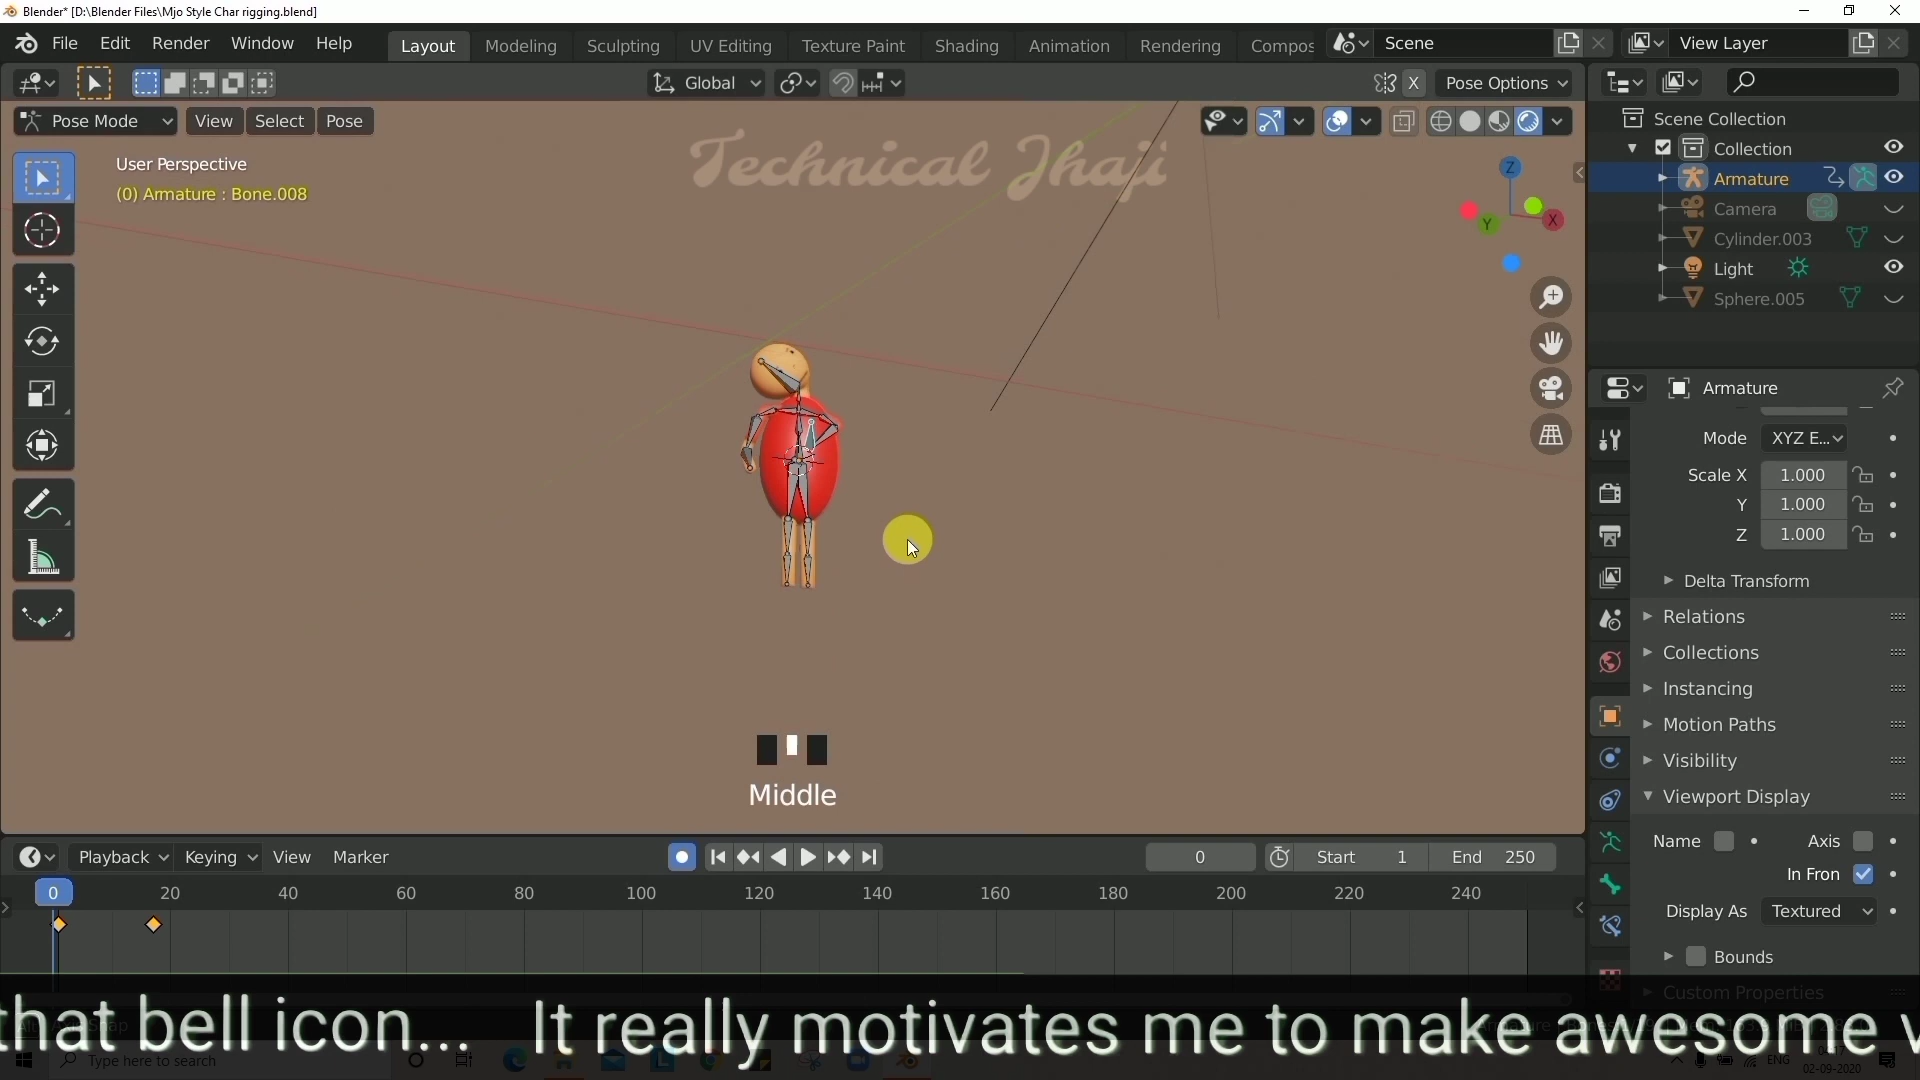 Blender* [D:\Blender Files\Mjo Style Char rigging.blend]
File Edit Render Window Help Layout Modeling Sculpting UV Editing Texture Paint Shading Animation Rendering Compos Scene View Layer
Global X Pose Options
Pose Mode View Select Pose
User Perspective
(0) Armature : Bone.008
Technical Jhaji
Z
Y
X
Scene Collection
Collection
Armature
Camera
Cylinder.003
Light
Sphere.005
Armature
Mode XYZ E...
Scale X 1.000
Y 1.000
Z 1.000
Delta Transform
Relations
Collections
Instancing
Motion Paths
Visibility
Viewport Display
Name Axis
In Fron
Display As Textured
Bounds
Custom Properties
Middle
Playback Keying View Marker 0 Start 1 End 250
0 20 40 60 80 100 120 140 160 180 200 220 240
that bell icon... It really motivates me to make awesome v
Type here to search
ENG
02-09-2020